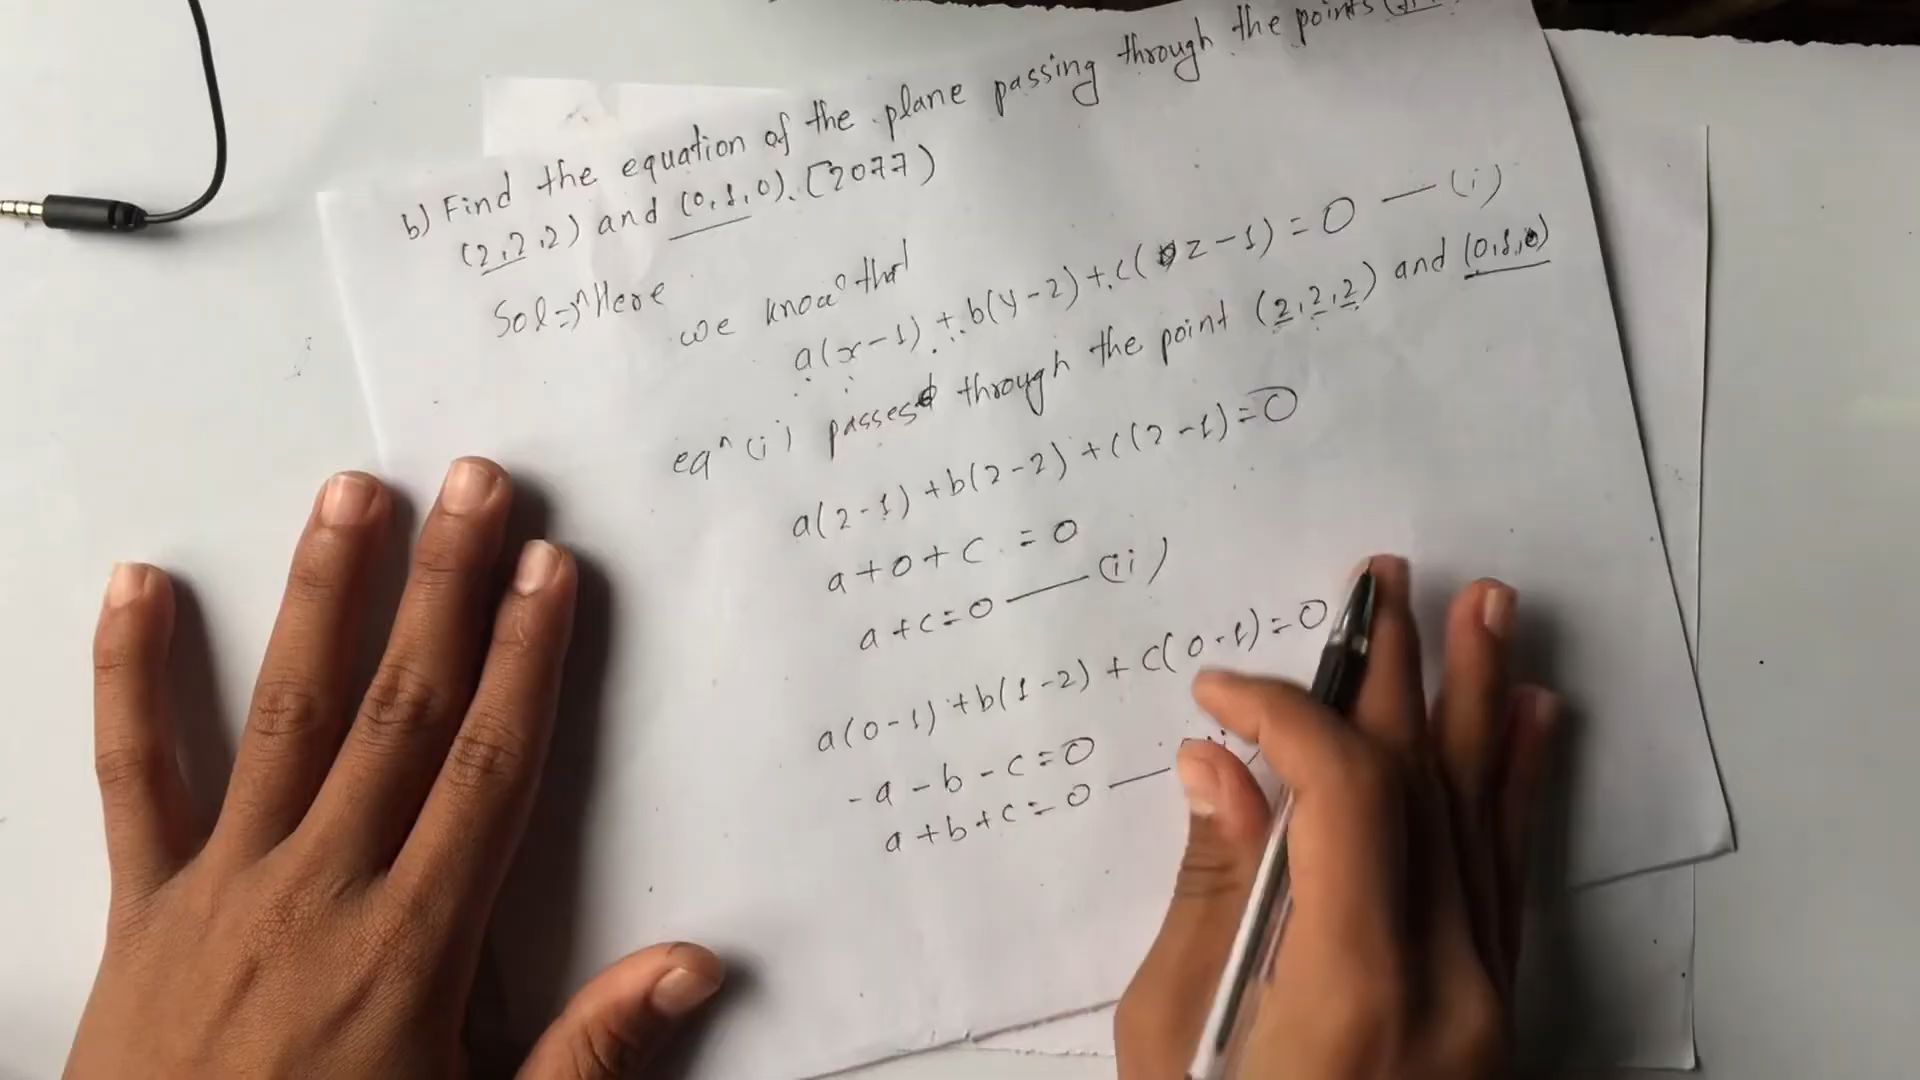 b) Find the equation of the plane passing through the points
(2,2,2) and (0,1,0). [2077)
Sol=>ⁿ Here
we know that
a(x-1) + b(y-2) + c(z-1) = 0 — (i)
eqⁿ (i) passes through the point (2,2,2) and (0,1,0)
a(2-1) + b(2-2) + c(2-1) = 0
a+0+c = 0
a+c=0 — (ii)
a(0-1) + b(1-2) + c(0-1) = 0
-a-b-c=0
a+b+c=0 —